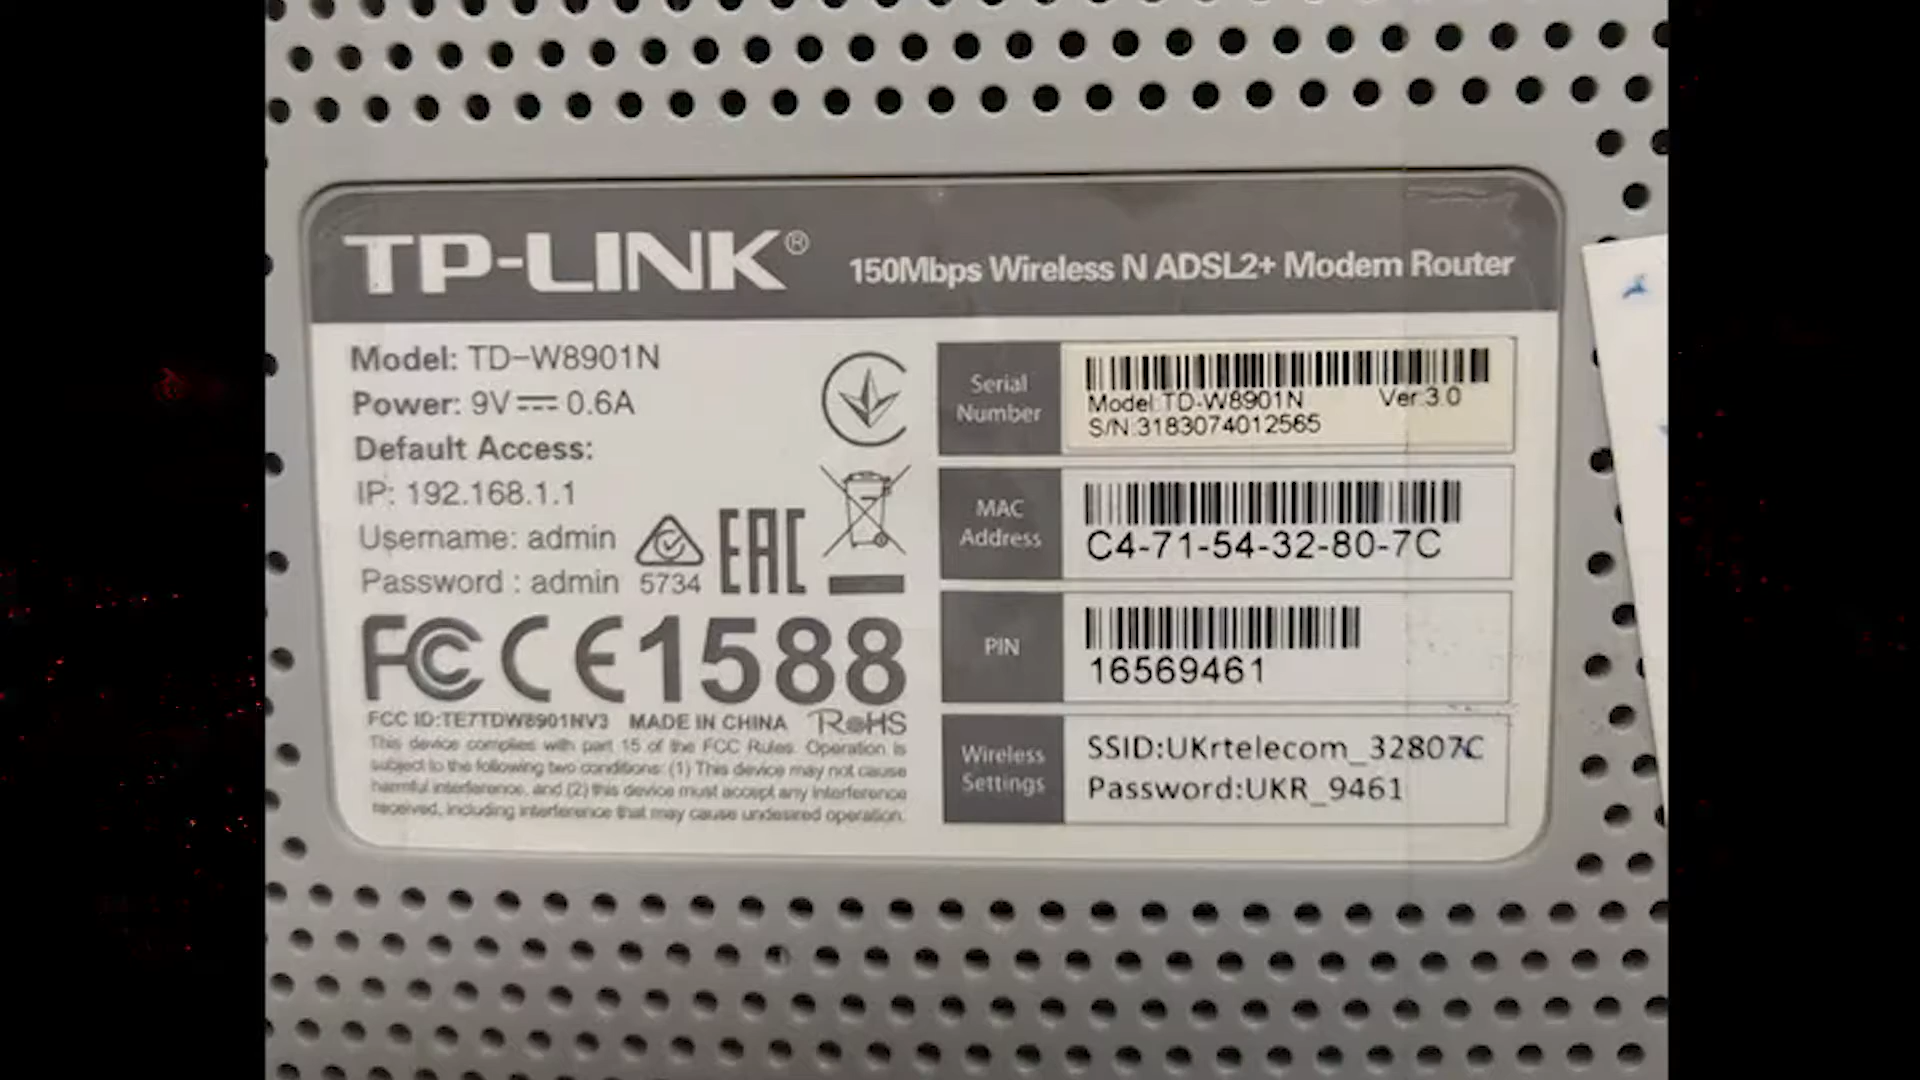 TP-LINK®
150Mbps Wireless N ADSL2+ Modem Router
Model: TD-W8901N
Power: 9V⎓0.6A
Default Access:
IP: 192.168.1.1
Username: admin
Password : admin
5734
EAC
FCC CE1588
FCC ID:TE7TDW8901NV3 MADE IN CHINA RoHS
This device complies with part 15 of the FCC Rules. Operation is
subject to the following two conditions: (1) This device may not cause
harmful interference, and (2) this device must accept any interference
received, including interference that may cause undesired operation.
Serial
Number
Model:TD-W8901N Ver:3.0
S/N:3183074012565
MAC
Address
C4-71-54-32-80-7C
PIN
16569461
Wireless
Settings
SSID:UKrtelecom_32807C
Password:UKR_9461